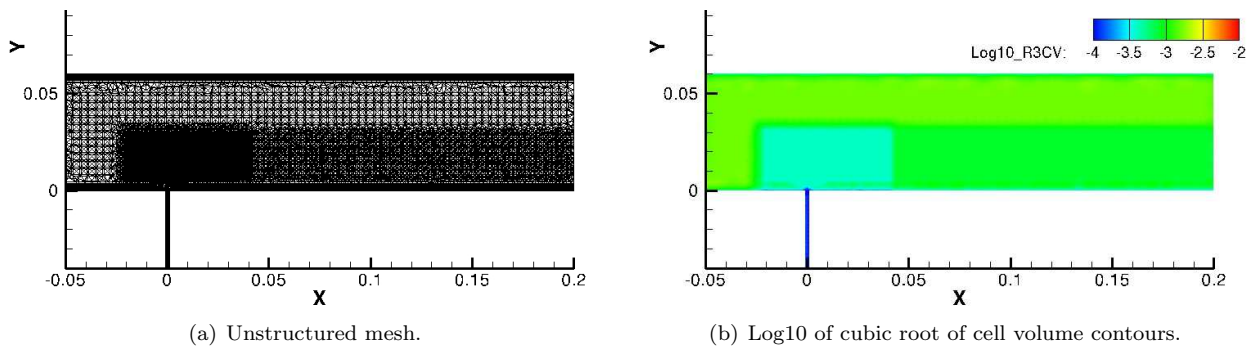 Y
0.05
0
-0.05
0
0.05
0.1
0.15
0.2
X
(a) Unstructured mesh.
Log10_R3CV: -4 -3.5 -3 -2.5 -2
Y
0.05
0
-0.05
0
0.05
0.1
0.15
0.2
X
(b) Log10 of cubic root of cell volume contours.